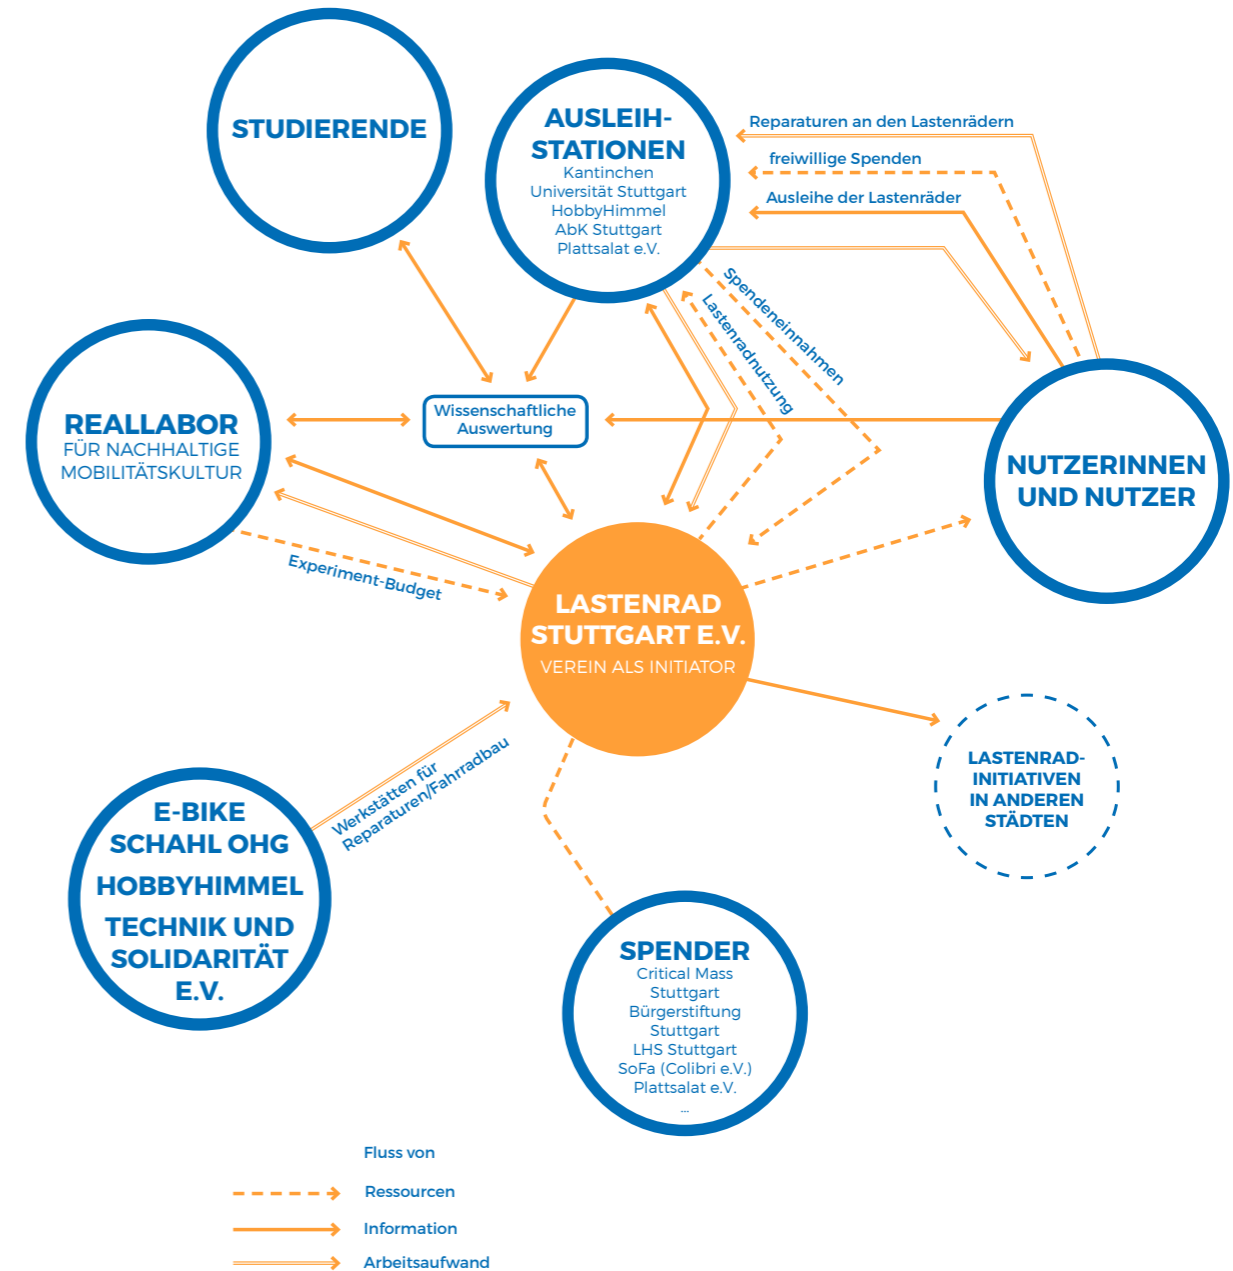 STUDIERENDE
AUSLEIH-
STATIONEN
Kantinchen
Universität Stuttgart
HobbyHimmel
AbK Stuttgart
Plattsalat e.V.
Reparaturen an den Lastenrädern
freiwillige Spenden
Ausleihe der Lastenräder
Spendeneinnahmen
Lastenradnutzung
REALLABOR
FÜR NACHHALTIGE
MOBILITÄTSKULTUR
Wissenschaftliche
Auswertung
NUTZERINNEN
UND NUTZER
Experiment-Budget
LASTENRAD
STUTTGART E.V.
VEREIN ALS INITIATOR
LASTENRAD-
INITIATIVEN
IN ANDEREN
STÄDTEN
Werkstätten für
Reparaturen/Fahrradbau
E-BIKE
SCHAHL OHG
HOBBYHIMMEL
TECHNIK UND
SOLIDARITÄT
E.V.
SPENDER
Critical Mass
Stuttgart
Bürgerstiftung
Stuttgart
LHS Stuttgart
SoFa (Colibri e.V.)
Plattsalat e.V.
...
Fluss von
Ressourcen
Information
Arbeitsaufwand